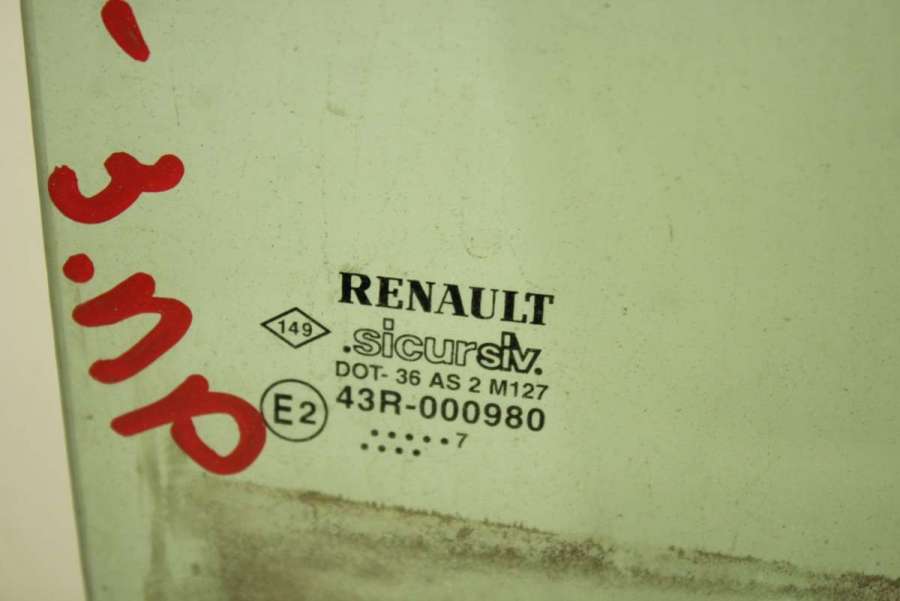 RENAULT
149
.sicursiv.
DOT- 36 AS 2 M127
E2
43R-000980
.....7
....